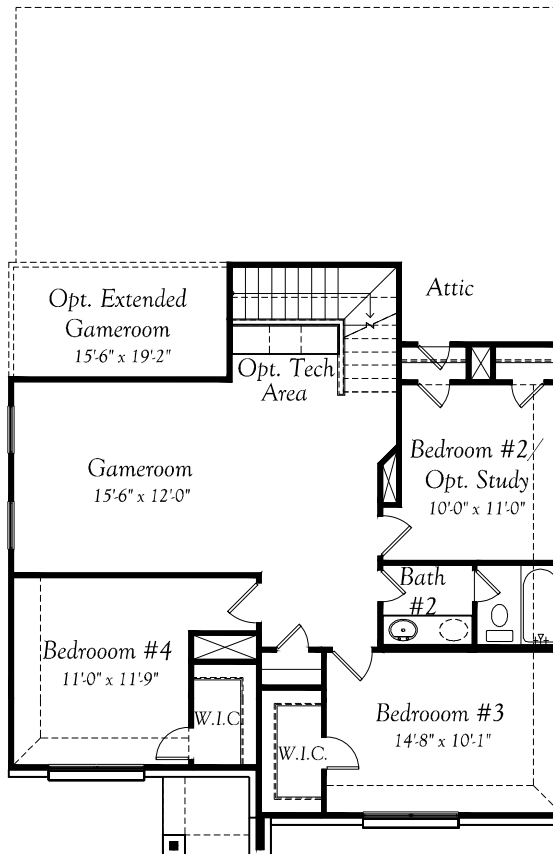 Opt. Extended
Gameroom
15'-6" x 19'-2"
Attic
Opt. Tech
Area
Gameroom
15'-6" x 12'-0"
Bedroom #2/
Opt. Study
10'-0" x 11'-0"
Bath
#2
Bedrooom #4
11'-0" x 11'-9"
W.I.C.
Bedrooom #3
14'-8" x 10'-1"
W.I.C.